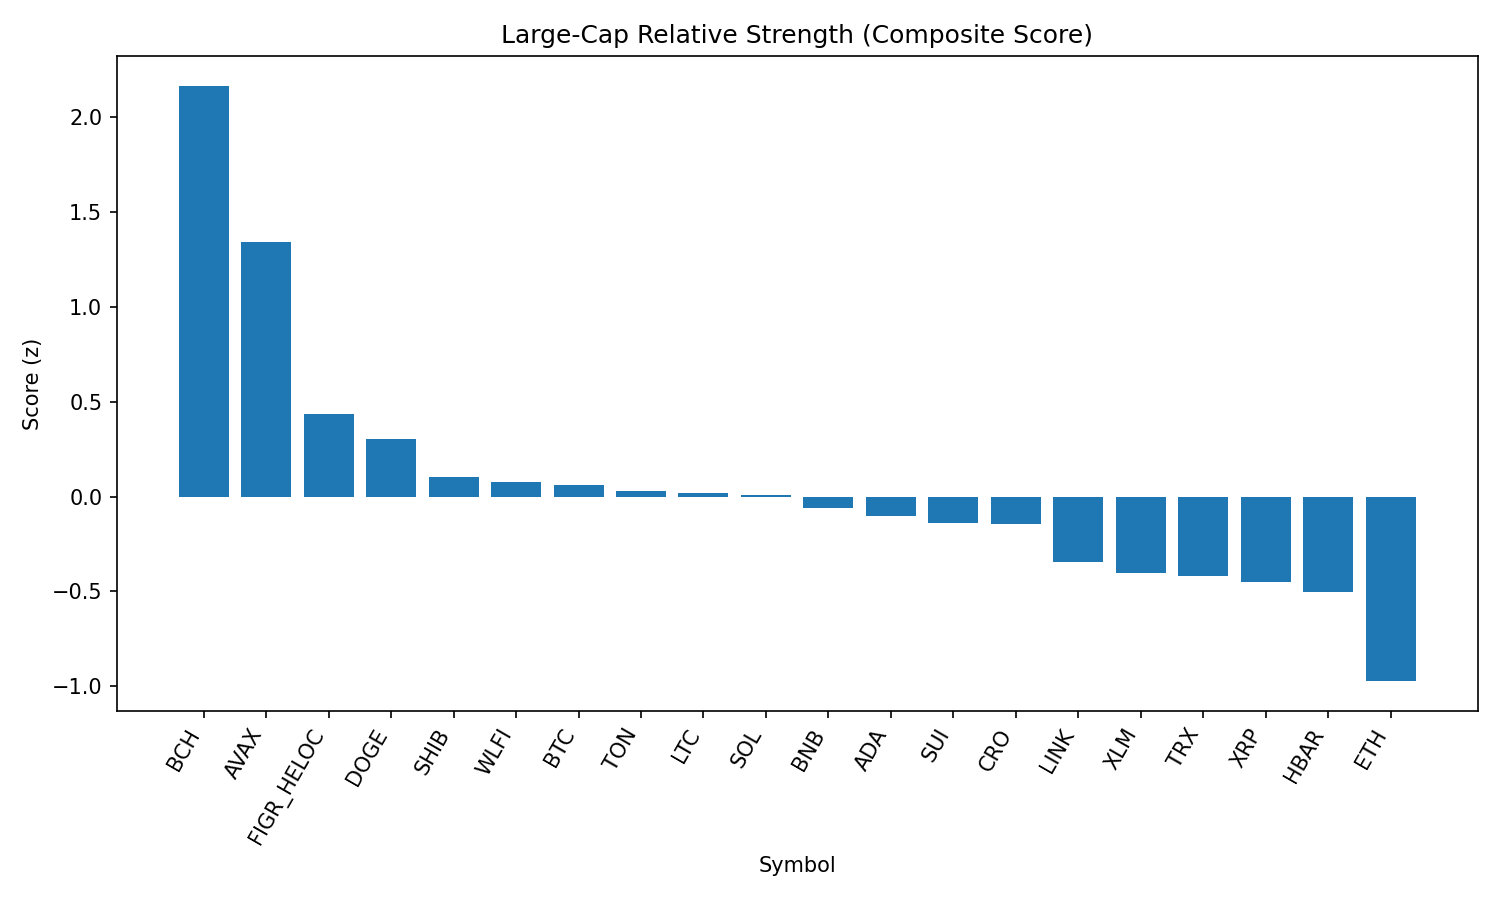 Large-Cap Relative Strength (Composite Score)
Score (z)
2.0
1.5
1.0
0.5
0.0
−0.5
−1.0
BCH
AVAX
FIGR_HELOC
DOGE
SHIB
WLFI
BTC
TON
LTC
SOL
BNB
ADA
SUI
CRO
LINK
XLM
TRX
XRP
HBAR
ETH
Symbol